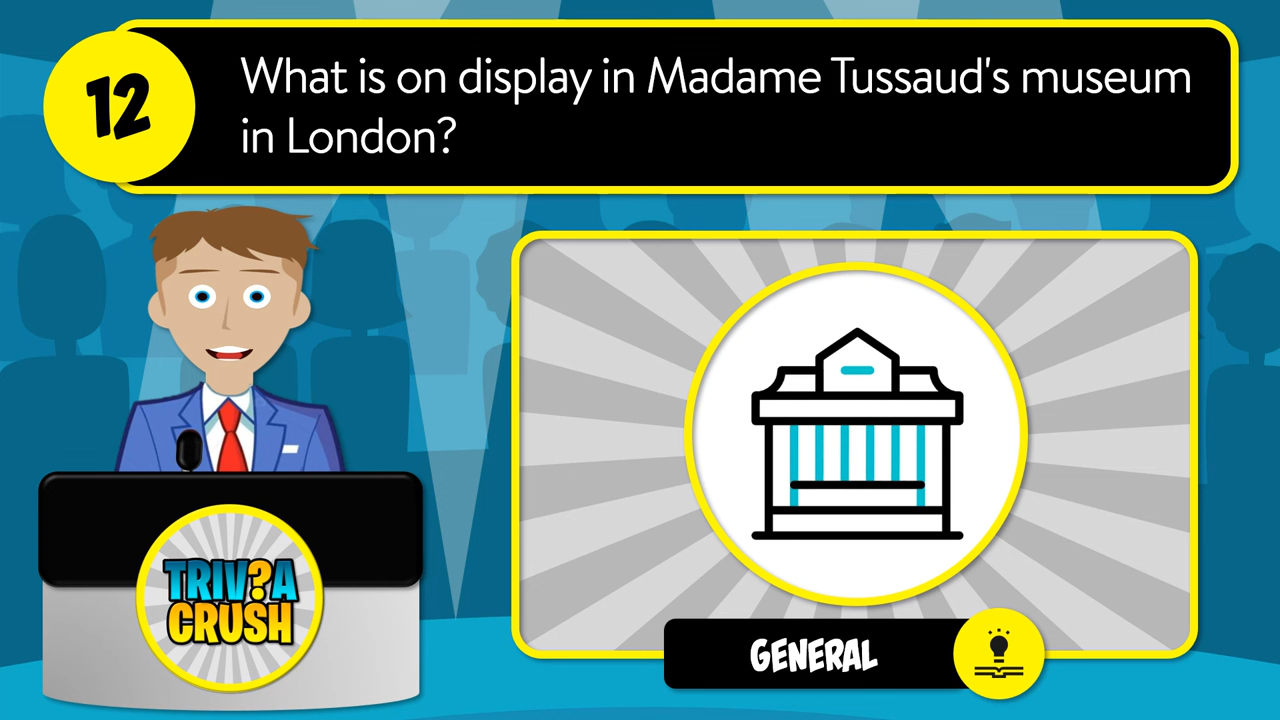 12
What is on display in Madame Tussaud's museum
in London?
TRIV?A
CRUSH
GENERAL